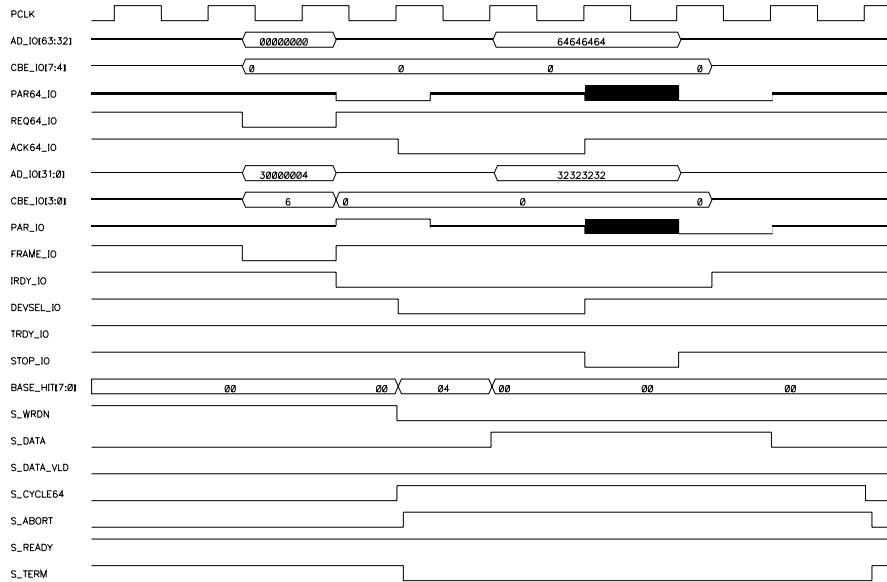 PCLK
AD_IO[63:32] 00000000 64646464
CBE_IO[7:4] 0 0 0 0
PAR64_IO
REQ64_IO
ACK64_IO
AD_IO[31:0] 30000004 32323232
CBE_IO[3:0] 6 0 0 0
PAR_IO
FRAME_IO
IRDY_IO
DEVSEL_IO
TRDY_IO
STOP_IO
BASE_HIT[7:0] 00 00 04 00 00 00
S_WRDN
S_DATA
S_DATA_VLD
S_CYCLE64
S_ABORT
S_READY
S_TERM